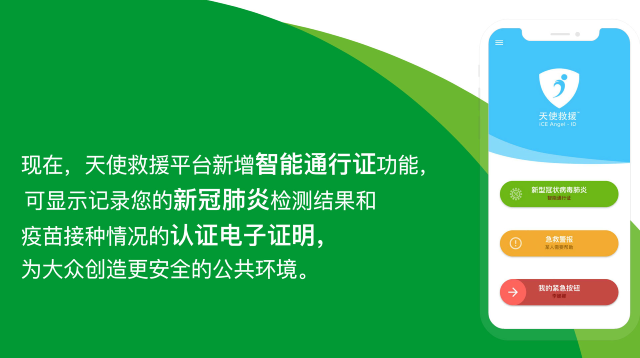 现在，天使救援平台新增智能通行证功能，
可显示记录您的新冠肺炎检测结果和
疫苗接种情况的认证电子证明，
为大众创造更安全的公共环境。
天使救援™
ICE Angel - ID
新型冠状病毒肺炎
智能通行证
急救警报
我的紧急按钮